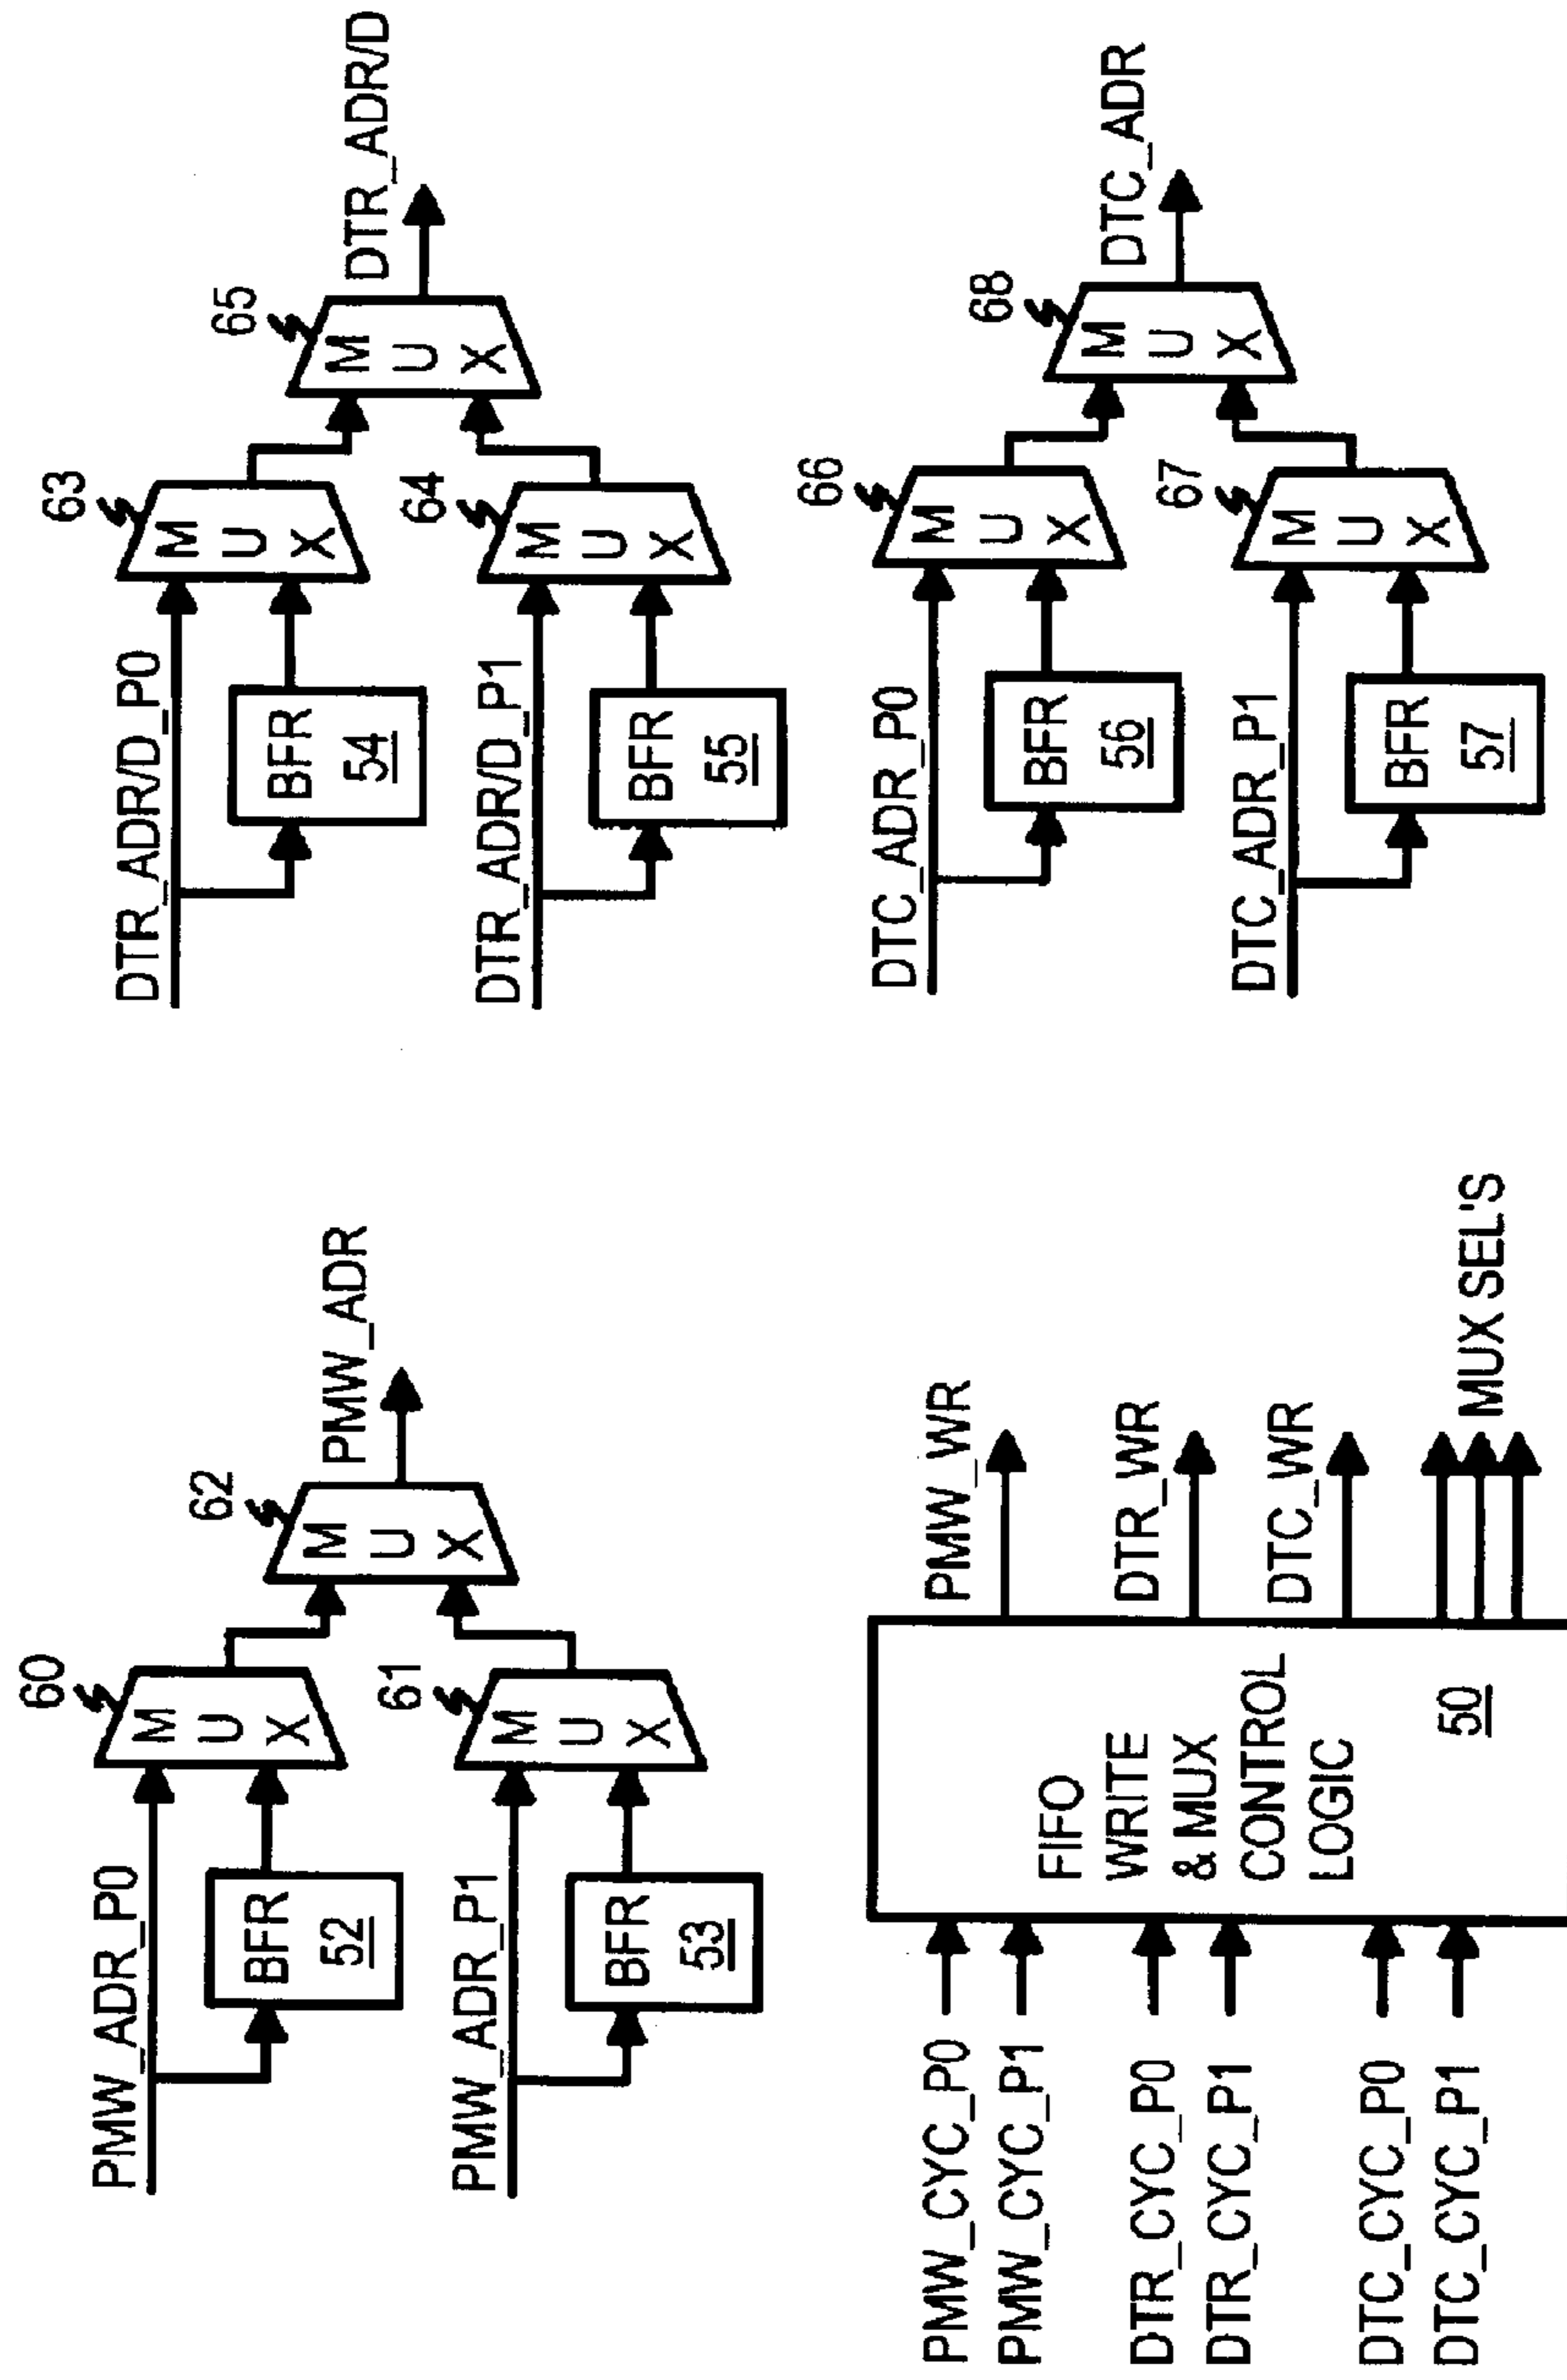 PMW_ADR_P0
BFR
52
60
MUX
PMW_ADR_P1
BFR
53
61
MUX
62
MUX
PMW_ADR
DTR_ADR/D_P0
BFR
54
63
MUX
DTR_ADR/D_P1
BFR
55
64
MUX
65
MUX
DTR_ADR/D
PMW_CYC_P0
PMW_CYC_P1
DTR_CYC_P0
DTR_CYC_P1
DTC_CYC_P0
DTC_CYC_P1
FIFO
WRITE
& MUX
CONTROL
LOGIC
50
PMW_WR
DTR_WR
DTC_WR
MUX SEL'S
DTC_ADR_P0
BFR
56
66
MUX
DTC_ADR_P1
BFR
57
67
MUX
68
MUX
DTC_ADR